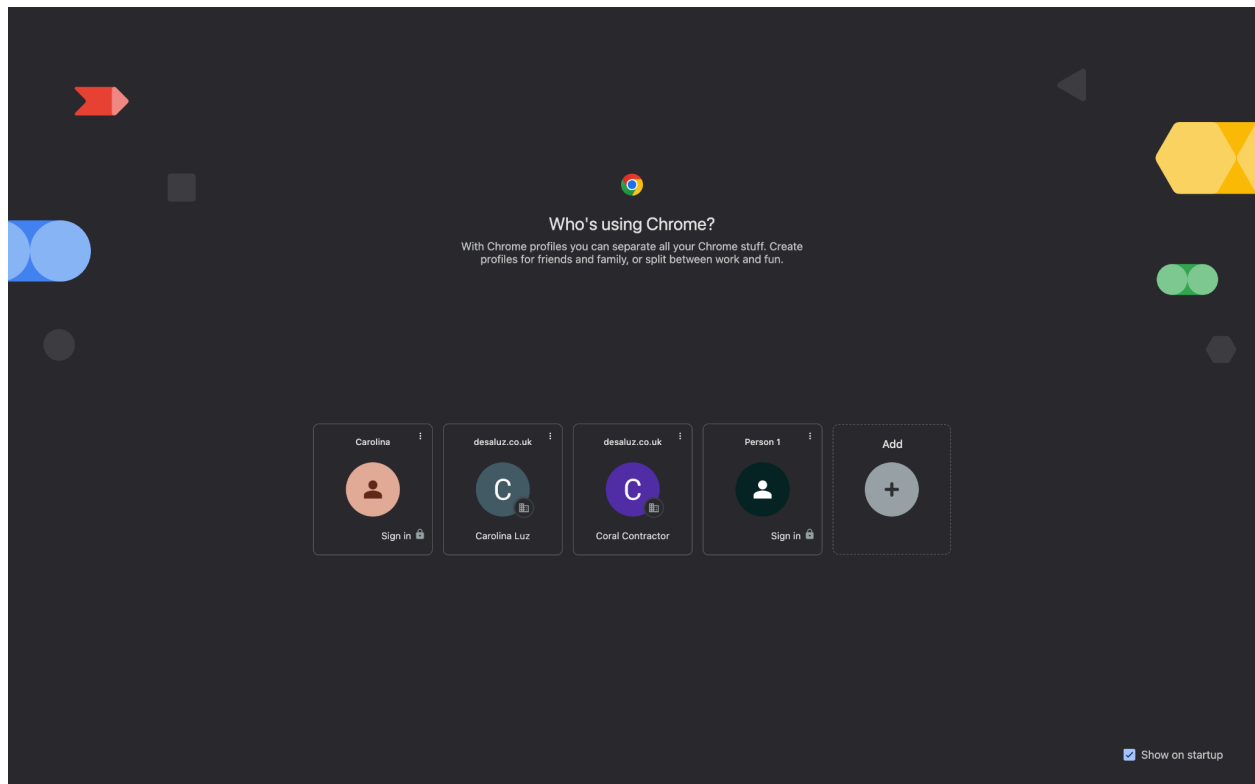 Who's using Chrome?
With Chrome profiles you can separate all your Chrome stuff. Create
profiles for friends and family, or split between work and fun.
Carolina
desaluz.co.uk
desaluz.co.uk
Person 1
Add
C
C
Sign in
Carolina Luz
Coral Contractor
Sign in
Show on startup